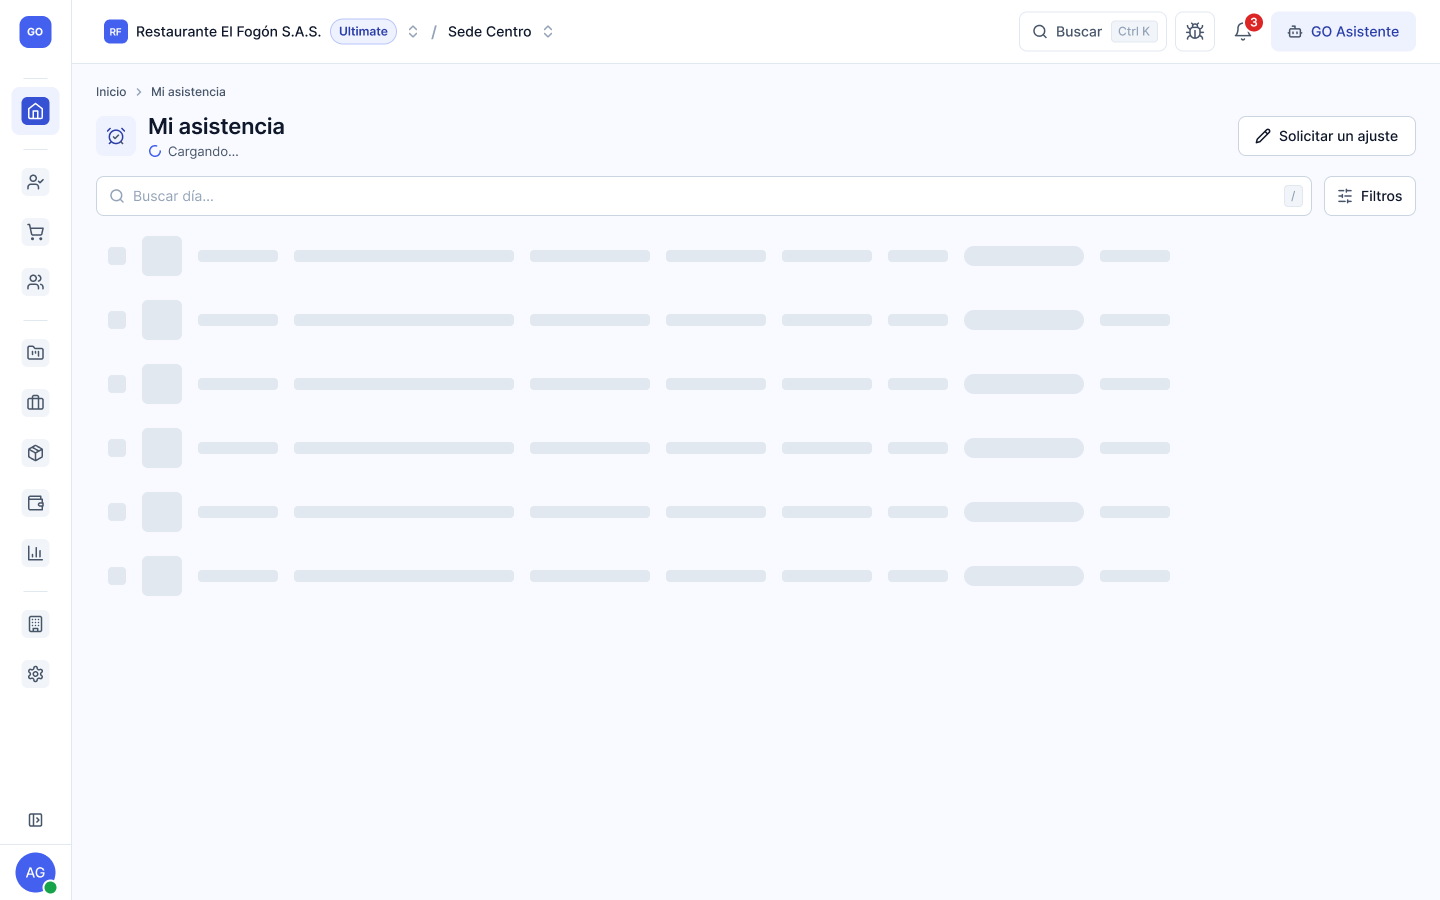 GO
RF
Restaurante El Fogón S.A.S.
Ultimate
/
Sede Centro
Buscar
Ctrl K
3
GO Asistente
Inicio
Mi asistencia
Mi asistencia
Cargando...
Solicitar un ajuste
Buscar día...
/
Filtros
AG